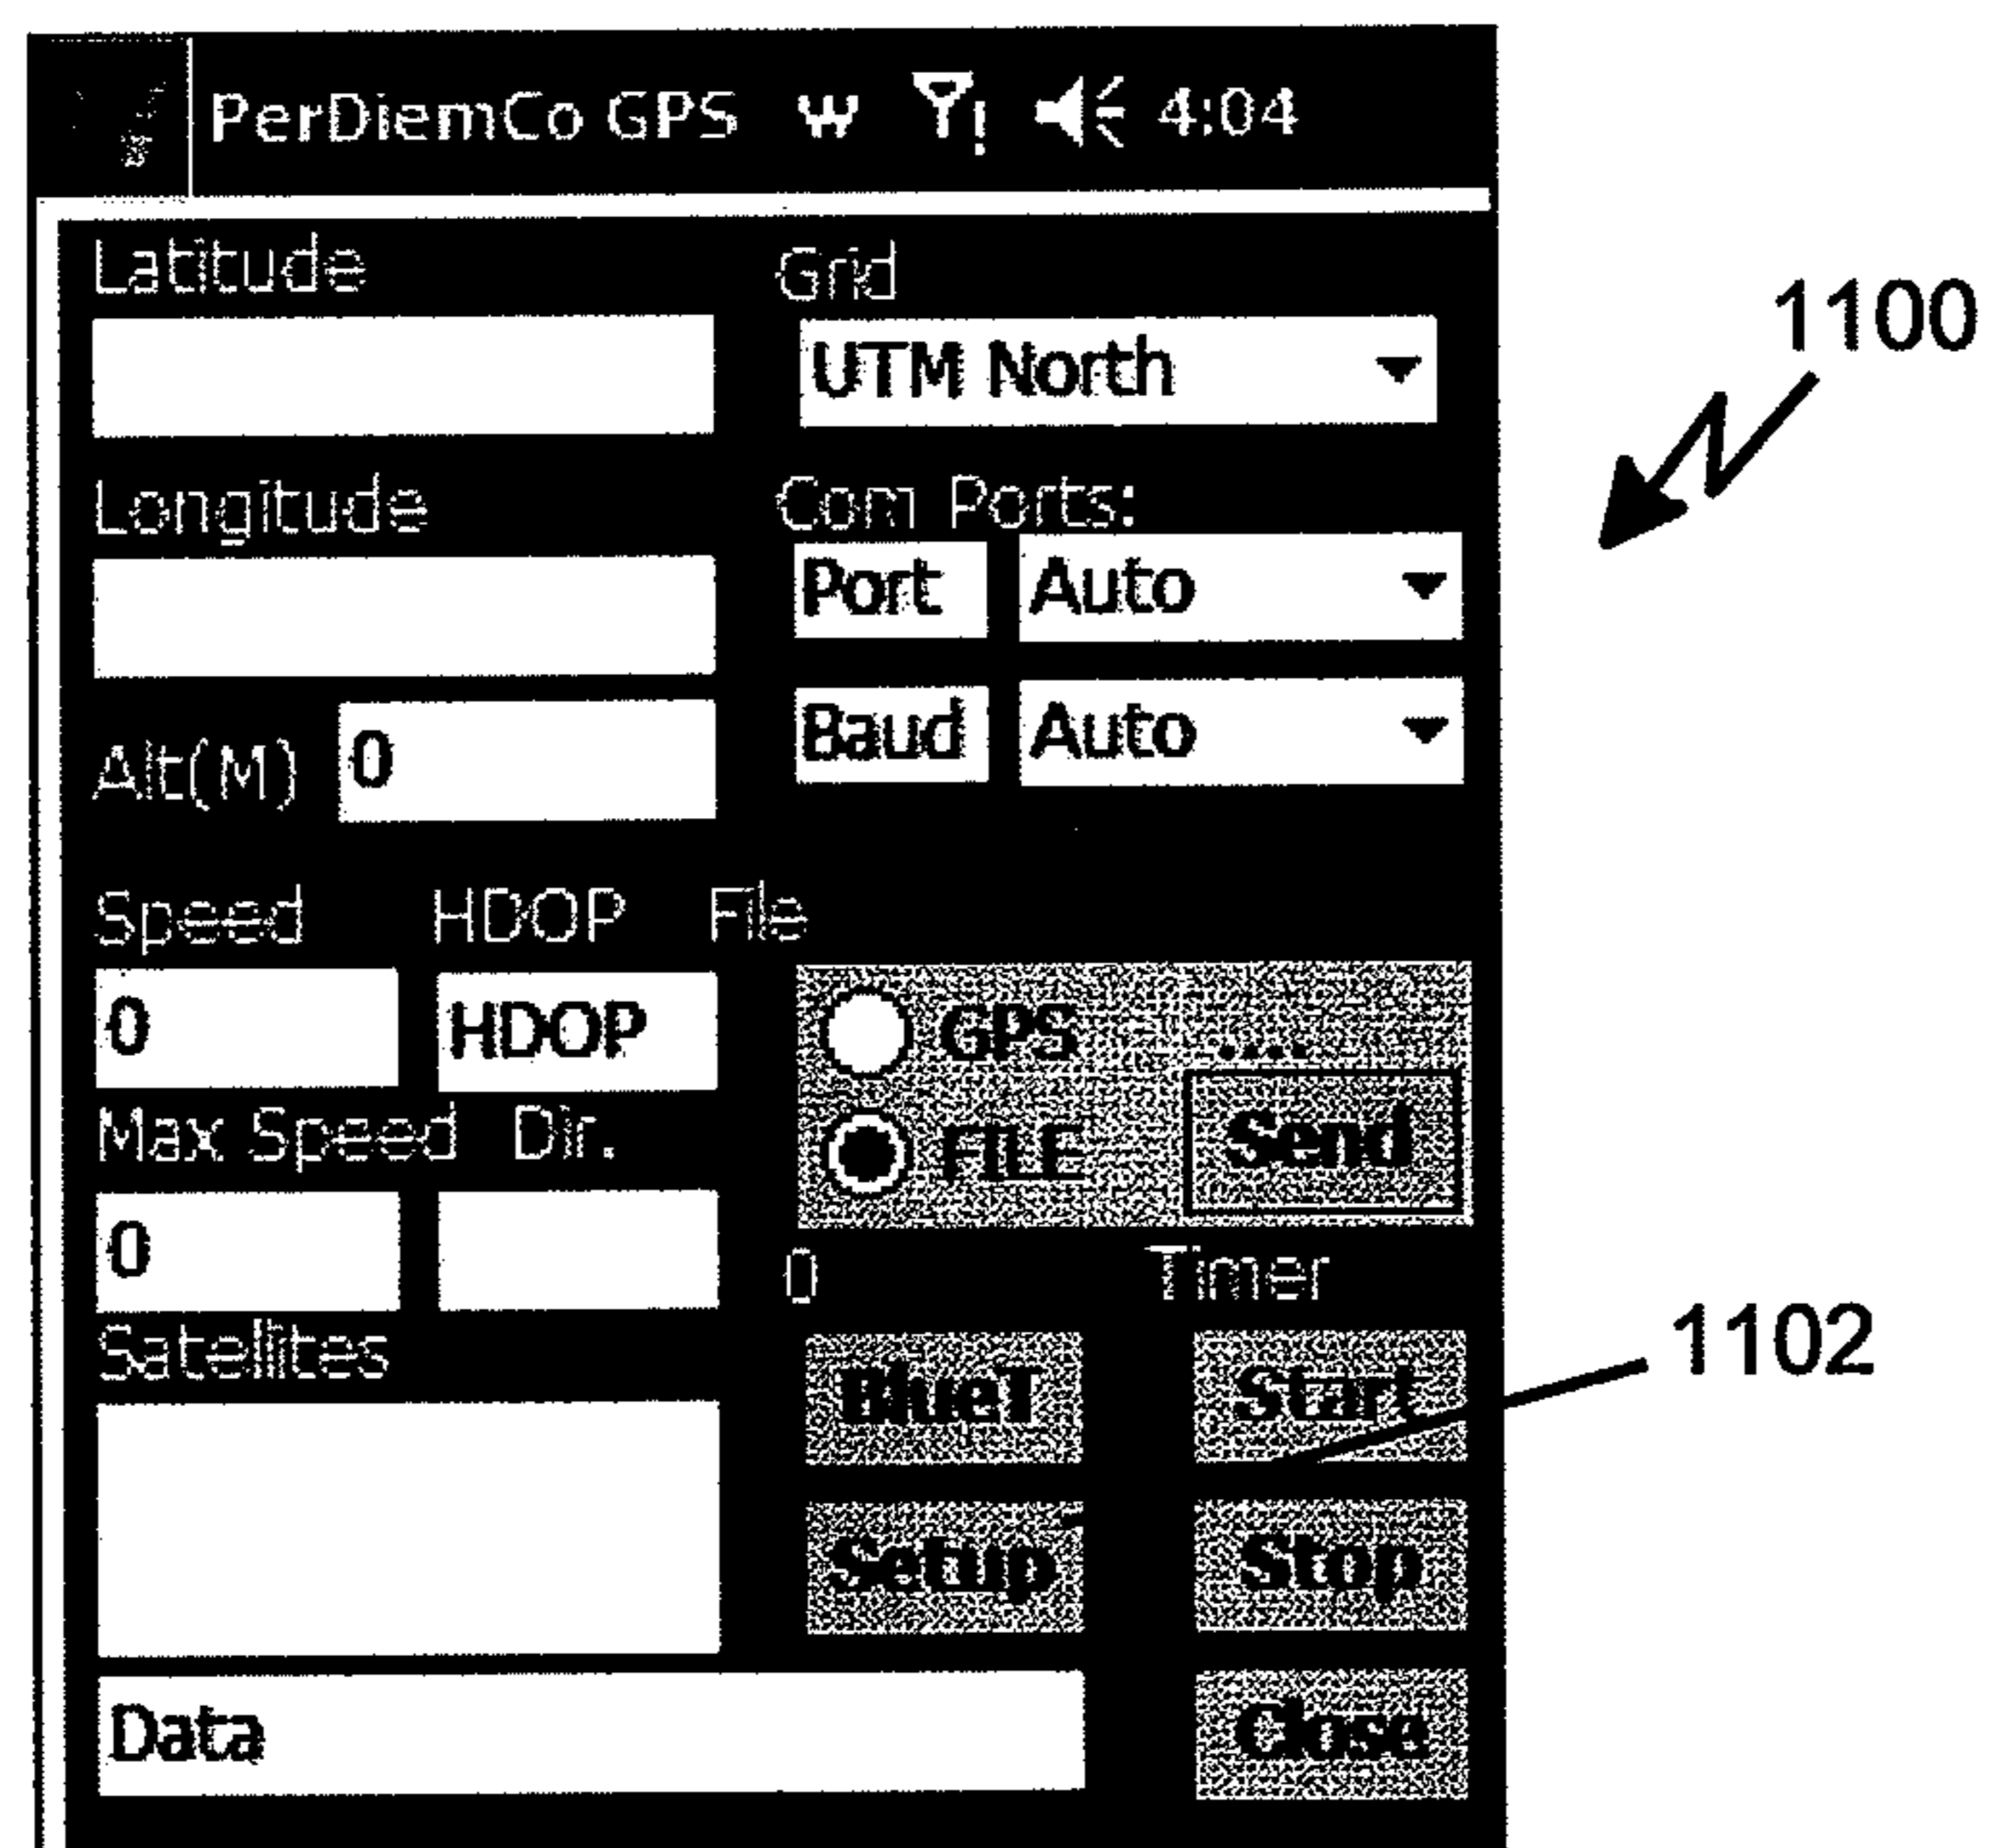 PerDiemCo GPS 4:04
Latitude Grid
UTM North
1100
Longitude Com Ports:
Port Auto
Alt(M) 0 Baud Auto
Speed HDOP File
0 HDOP GPS ....
Max Speed Dir. FILE Send
0
0 Timer
Satellites
1102
BlueT Start
Setup Stop
Data Close